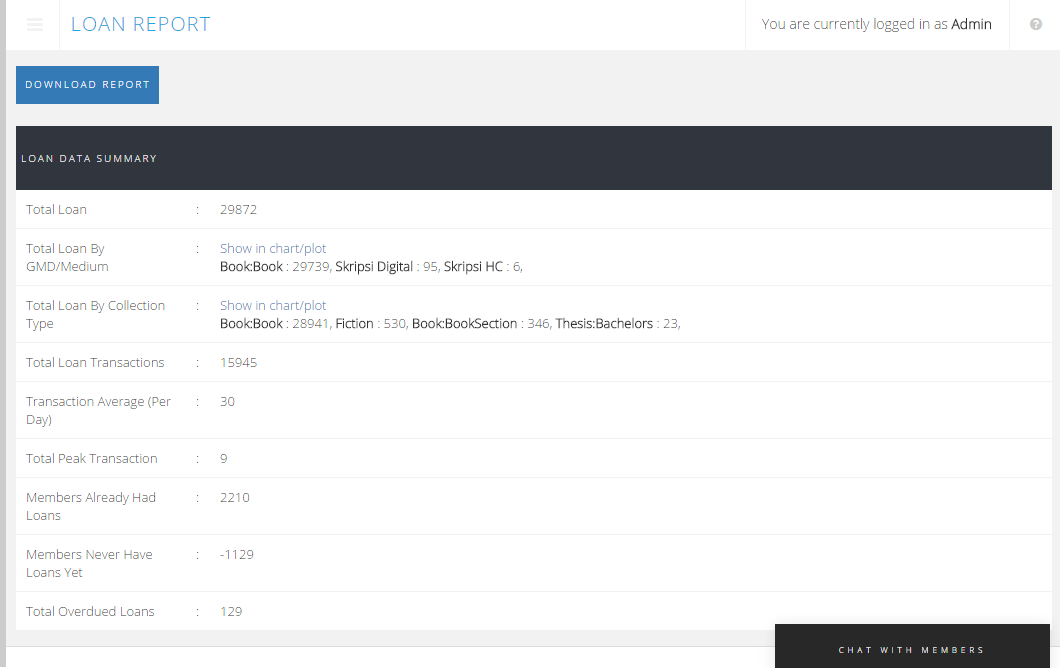 LOAN REPORT
You are currently logged in as Admin
DOWNLOAD REPORT
LOAN DATA SUMMARY
Total Loan : 29872
Total Loan By : Show in chart/plot
GMD/Medium Book:Book : 29739, Skripsi Digital : 95, Skripsi HC : 6,
Total Loan By Collection : Show in chart/plot
Type Book:Book : 28941, Fiction : 530, Book:BookSection : 346, Thesis:Bachelors : 23,
Total Loan Transactions : 15945
Transaction Average (Per : 30
Day)
Total Peak Transaction : 9
Members Already Had : 2210
Loans
Members Never Have : -1129
Loans Yet
Total Overdued Loans : 129
CHAT WITH MEMBERS